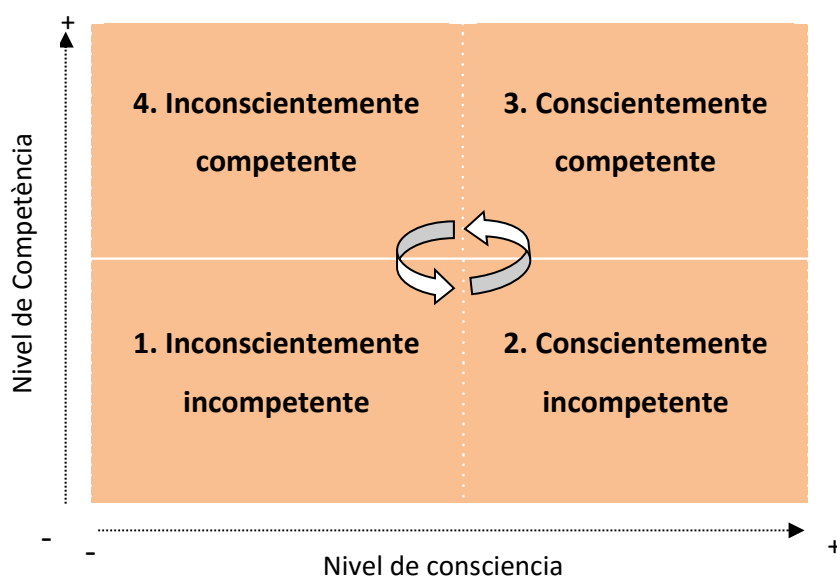 +
4. Inconscientemente
competente
3. Conscientemente
competente
Nivel de Competència
1. Inconscientemente
incompetente
2. Conscientemente
incompetente
-
-
+
Nivel de consciencia